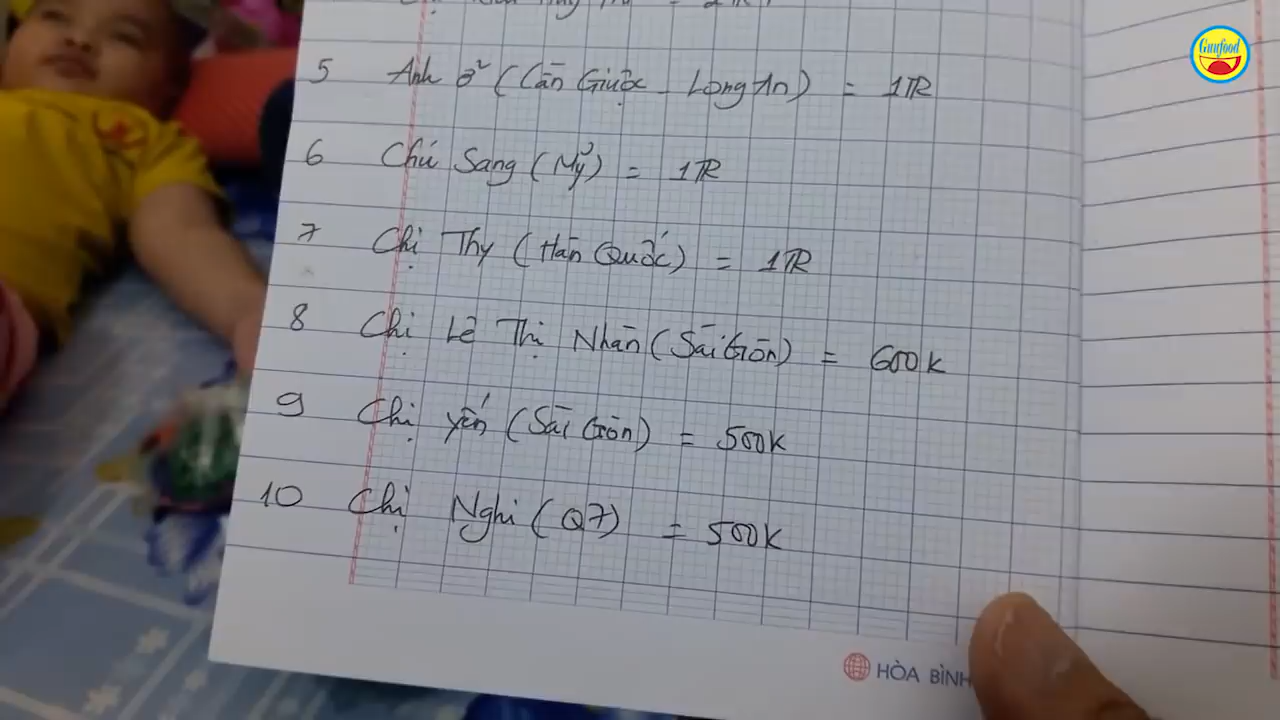 Gunfood
5 Anh 3² (Cần Giuộc - Long An) = 1TR
6 Chú Sang (Mỹ) = 1TR
7 Chị Thy (Hàn Quốc) = 1TR
8 Chị Lê Thị Nhàn (Sài Gòn) = 600K
9 Chị Yến (Sài Gòn) = 500K
10 Chị Nghi (Q7) = 500K
HÒA BÌNH